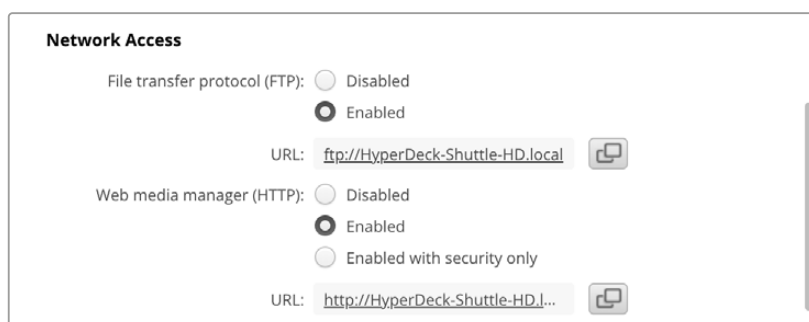 Network Access
File transfer protocol (FTP): Disabled
Enabled
URL: ftp://HyperDeck-Shuttle-HD.local
Web media manager (HTTP): Disabled
Enabled
Enabled with security only
URL: http://HyperDeck-Shuttle-HD.l...